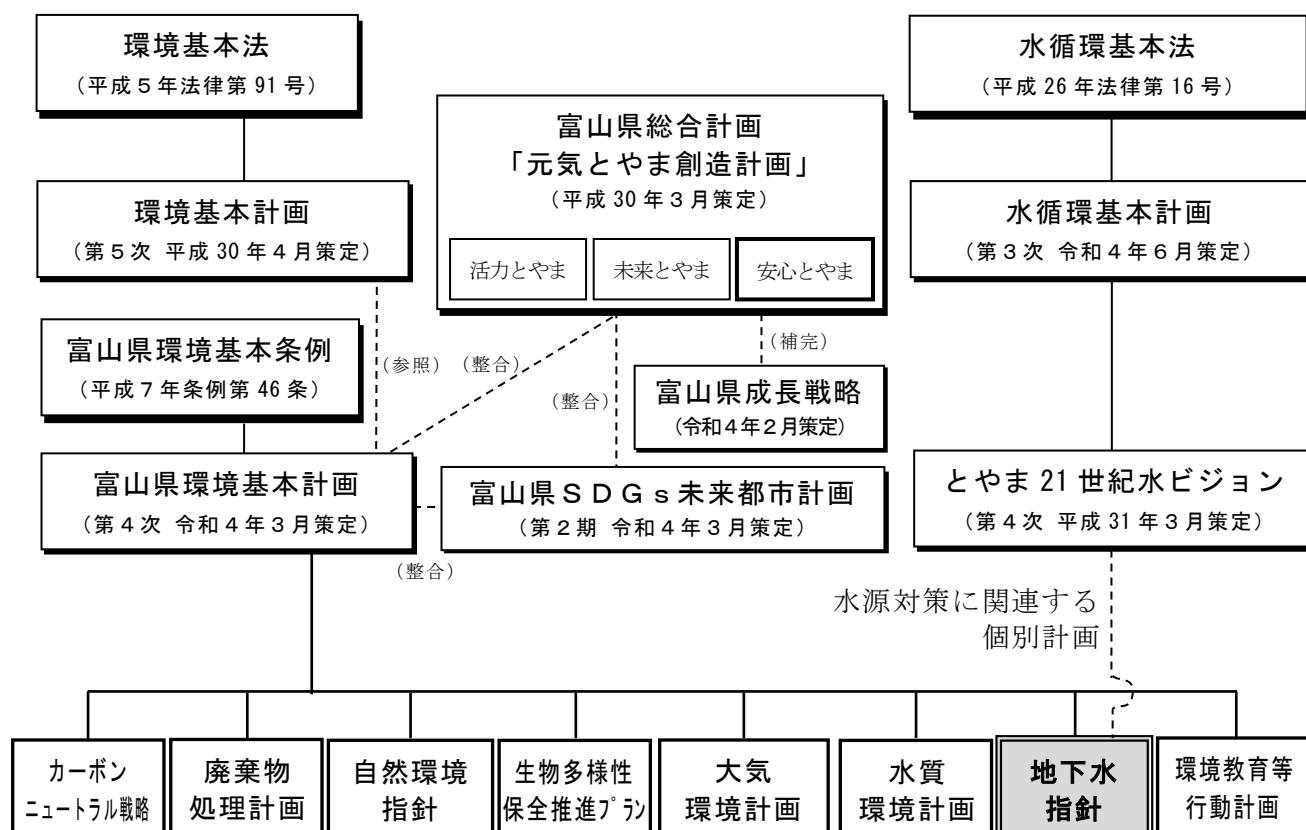 環境基本法
（平成５年法律第 91 号）
水循環基本法
（平成 26 年法律第 16 号）
富山県総合計画
「元気とやま創造計画」
（平成 30 年３月策定）
活力とやま
未来とやま
安心とやま
環境基本計画
（第５次 平成 30 年４月策定）
水循環基本計画
（第３次 令和４年６月策定）
富山県環境基本条例
（平成７年条例第 46 条）
（参照）
（整合）
（整合）
（補完）
富山県成長戦略
（令和４年２月策定）
富山県環境基本計画
（第４次 令和４年３月策定）
富山県ＳＤＧｓ未来都市計画
（第２期 令和４年３月策定）
とやま 21 世紀水ビジョン
（第４次 平成 31 年３月策定）
（整合）
水源対策に関連する
個別計画
カーボン
ニュートラル戦略
廃棄物
処理計画
自然環境
指針
生物多様性
保全推進プラン
大気
環境計画
水質
環境計画
地下水
指針
環境教育等
行動計画